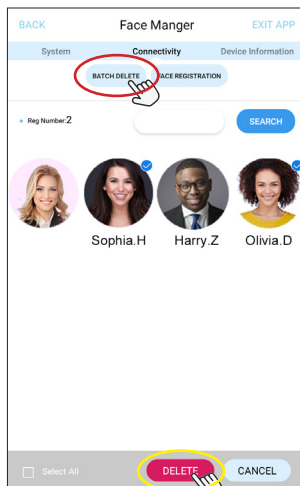 BACK Face Manger EXIT APP
System Connectivity Device Information
BATCH DELETE FACE REGISTRATION
Reg Number:2 SEARCH
Sophia.H Harry.Z Olivia.D
Select All DELETE CANCEL